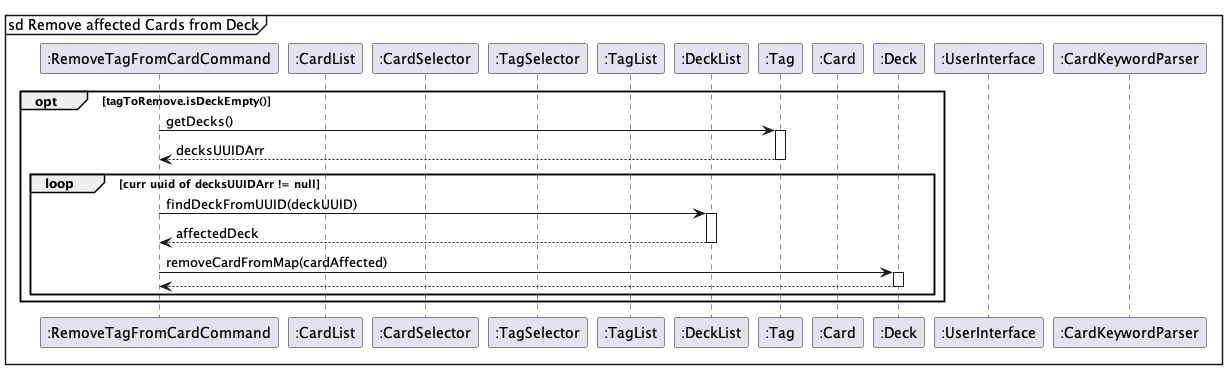 sd Remove affected Cards from Deck
:RemoveTagFromCardCommand :CardList :CardSelector :TagSelector :TagList :DeckList :Tag :Card :Deck :UserInterface :CardKeywordParser
opt [tagToRemove.isDeckEmpty()]
getDecks()
decksUUIDArr
loop [curr uuid of decksUUIDArr != null]
findDeckFromUUID(deckUUID)
affectedDeck
removeCardFromMap(cardAffected)
:RemoveTagFromCardCommand :CardList :CardSelector :TagSelector :TagList :DeckList :Tag :Card :Deck :UserInterface :CardKeywordParser